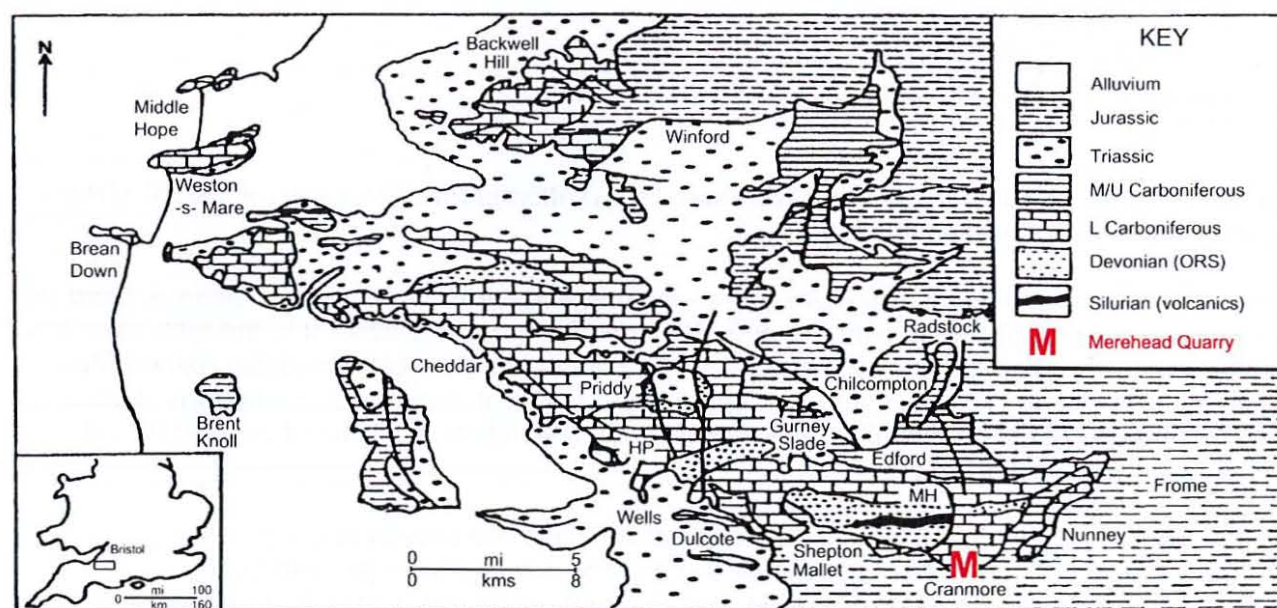 N
Backwell
Hill
Middle
Hope
Winford
Weston
-s- Mare
Brean
Down
Radstock
Cheddar
Priddy
Chilcompton
Brent
Knoll
Gurney
Slade
HP
Edford
MH
Frome
Wells
Nunney
Dulcote
Shepton
Mallet
M
Cranmore
0 mi 5
0 kms 8
Bristol
0 mi 100
km 160
KEY
Alluvium
Jurassic
Triassic
M/U Carboniferous
L Carboniferous
Devonian (ORS)
Silurian (volcanics)
M Merehead Quarry